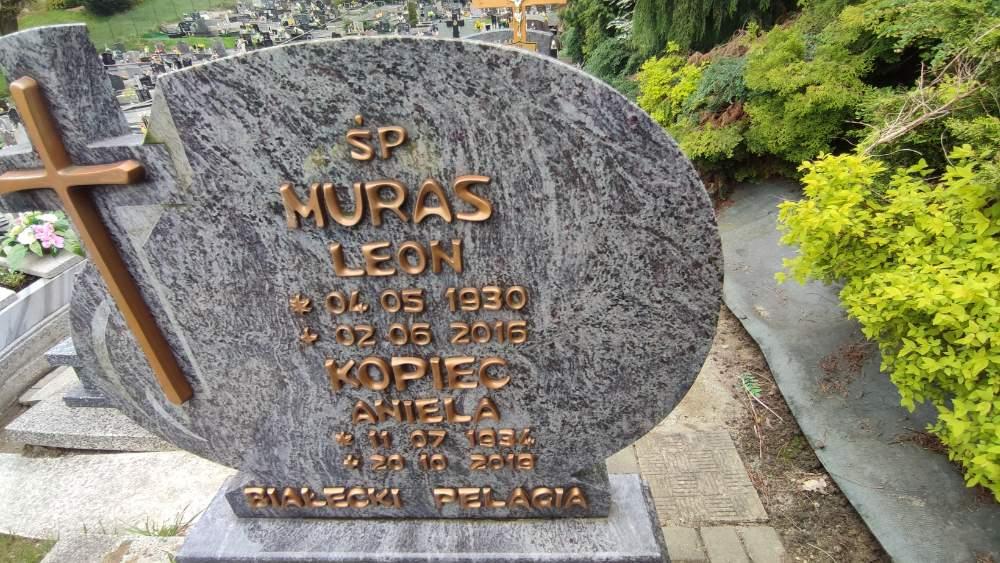 ŚP
MURAS
LEON
* 04 05 1930
+ 02 06 2016
KOPIEC
ANIELA
* 11 07 1934
+ 20 10 2019
BIAŁECKI PELAGIA